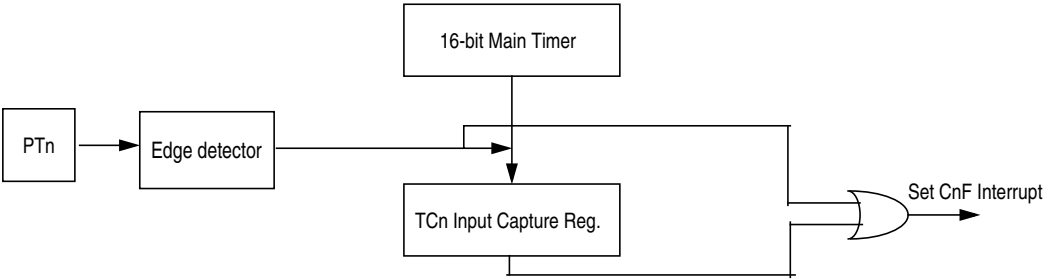 16-bit Main Timer
PTn
Edge detector
TCn Input Capture Reg.
Set CnF Interrupt